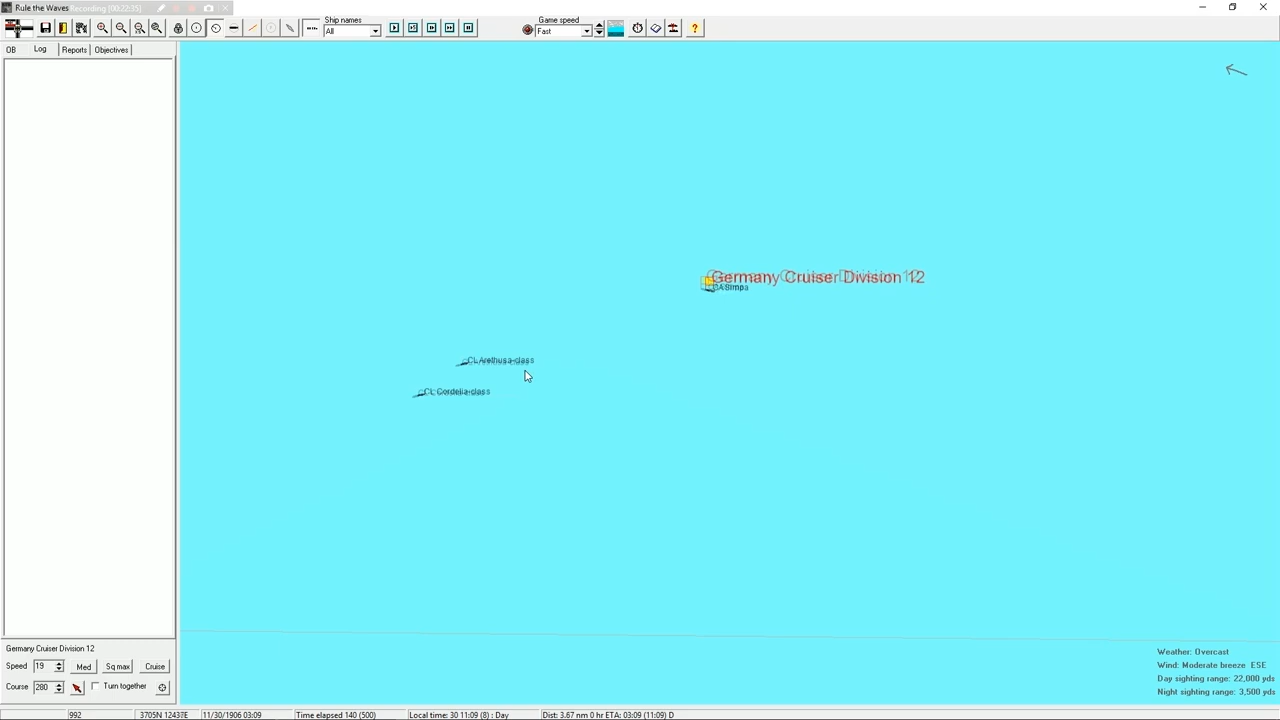 Rule the Waves Recording [00:22:35]
Ship names
All
Game speed
Fast
OB Log Reports Objectives
Germany Cruiser Division 12
CL Arethusa-class
CL Cordelia-class
Germany Cruiser Division 12
Speed 19 Med Sq max Cruise
Course 280 Turn together
Weather: Overcast
Wind: Moderate breeze ESE
Day sighting range: 22,000 yds
Night sighting range: 3,500 yds
992 3705N 12437E 11/30/1906 03:09 Time elapsed 140 (500) Local time: 30 11:09 (8) : Day Dist: 3.67 nm 0 hr ETA: 03:09 (11:09) D